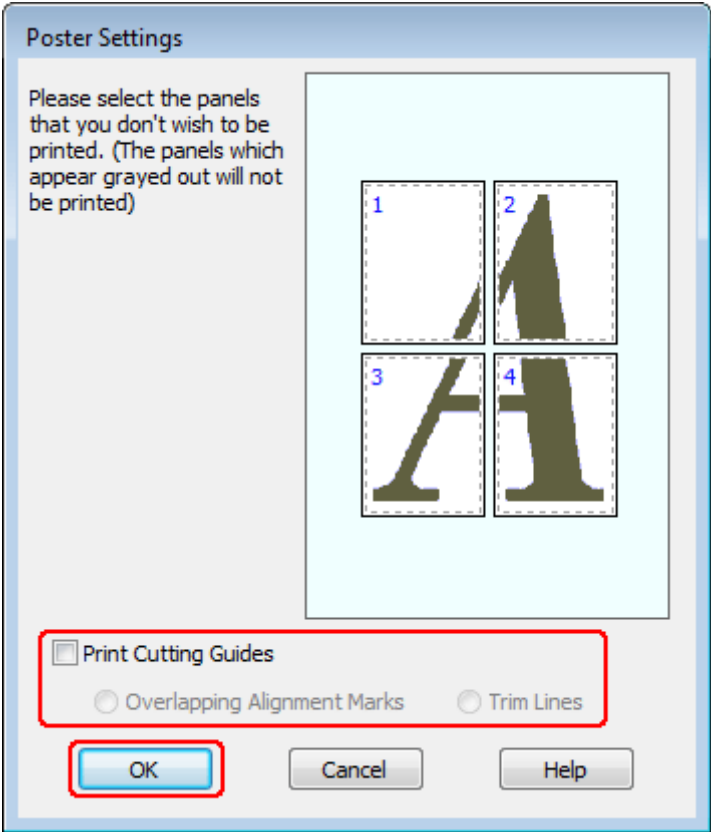 Poster Settings
Please select the panels
that you don't wish to be
printed. (The panels which
appear grayed out will not
be printed)
1
2
3
4
A
Print Cutting Guides
Overlapping Alignment Marks
Trim Lines
OK
Cancel
Help